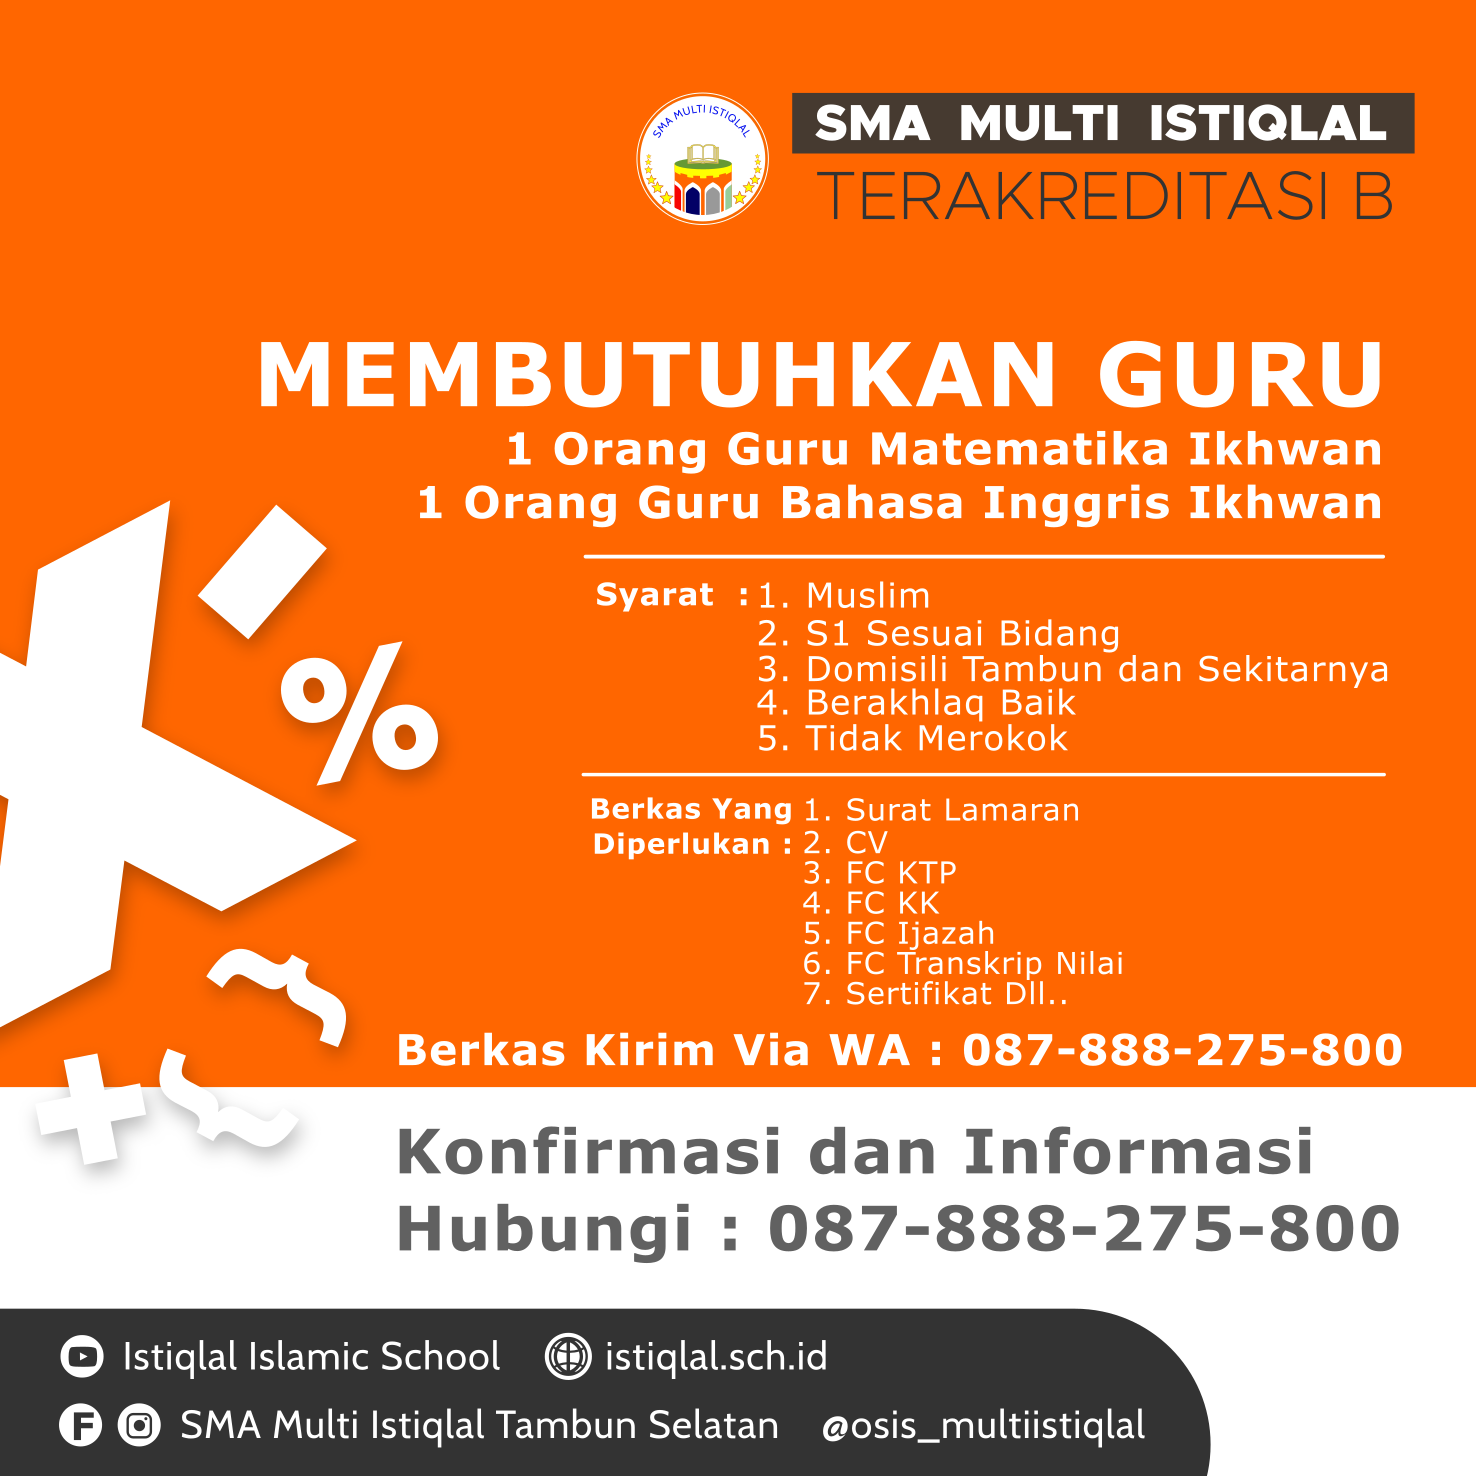 SMA MULTI ISTIQLAL
SMA MULTI ISTIQLAL
TERAKREDITASI B
MEMBUTUHKAN GURU
1 Orang Guru Matematika Ikhwan
1 Orang Guru Bahasa Inggris Ikhwan
Syarat : 1. Muslim
2. S1 Sesuai Bidang
3. Domisili Tambun dan Sekitarnya
4. Berakhlaq Baik
5. Tidak Merokok
Berkas Yang Diperlukan :
1. Surat Lamaran
2. CV
3. FC KTP
4. FC KK
5. FC Ijazah
6. FC Transkrip Nilai
7. Sertifikat Dll..
Berkas Kirim Via WA : 087-888-275-800
Konfirmasi dan Informasi
Hubungi : 087-888-275-800
Istiqlal Islamic School istiqlal.sch.id
SMA Multi Istiqlal Tambun Selatan @osis_multiistiqlal